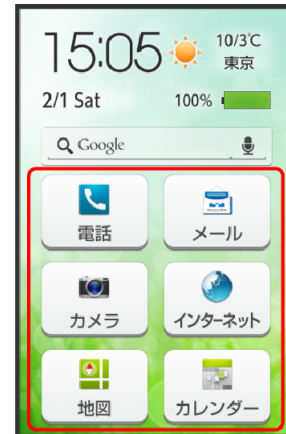 15:05
10/3℃
東京
2/1 Sat
100%
Google
電話
メール
カメラ
インターネット
地図
カレンダー